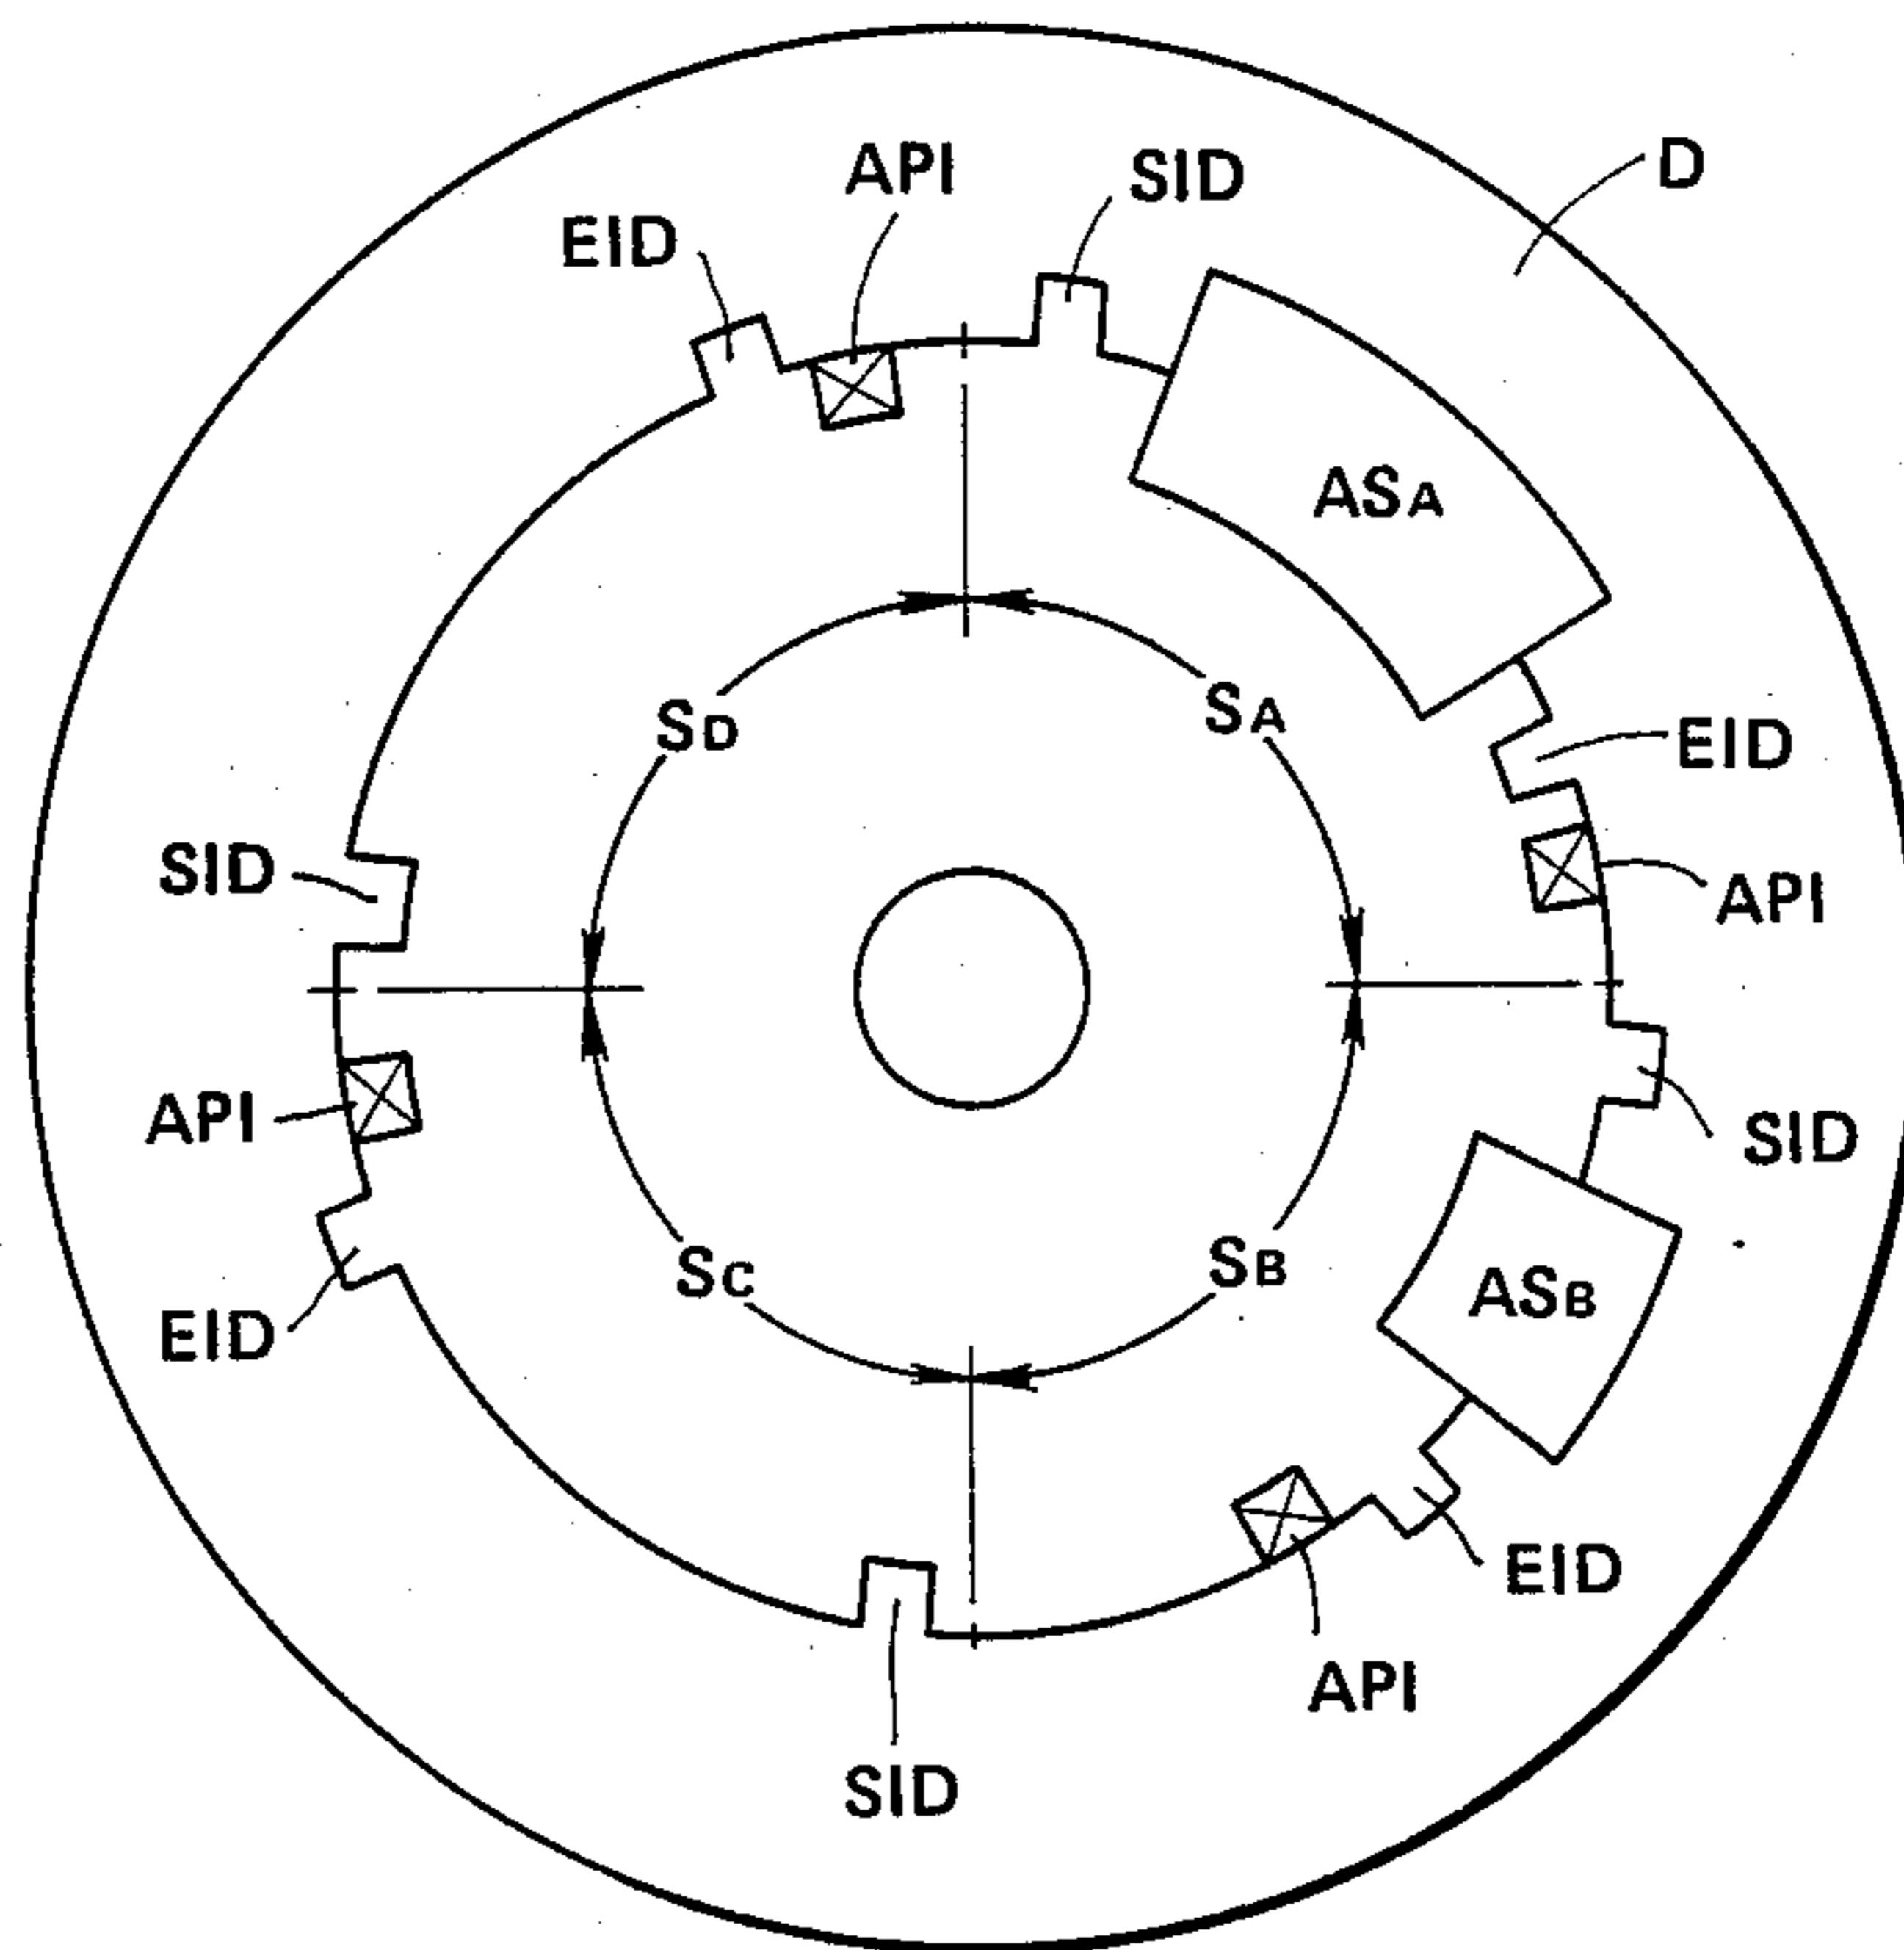 D
API
SID
EID
ASA
SD
SA
EID
SID
API
API
SID
SC
SB
ASB
EID
EID
API
SID